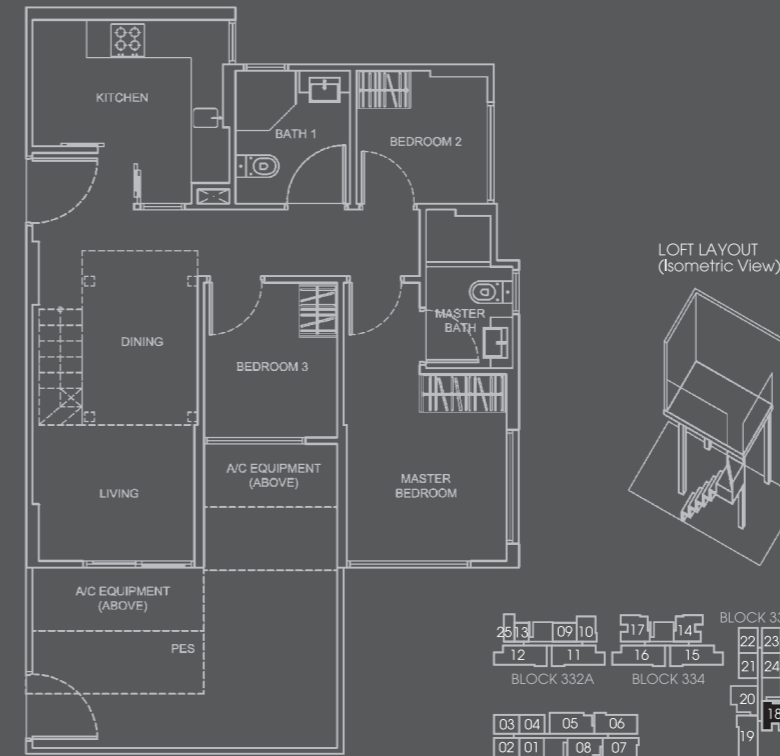 KITCHEN
BATH 1
BEDROOM 2
LOFT LAYOUT
(Isometric View)
MASTER
BATH
DINING
BEDROOM 3
A/C EQUIPMENT
(ABOVE)
LIVING
MASTER
BEDROOM
A/C EQUIPMENT
(ABOVE)
PES
25 13 09 10
12 11
BLOCK 332A
17 14
16 15
BLOCK 334
BLOCK 33
22 23
21 24
20
18
19
03 04 05 06
02 01 08 07